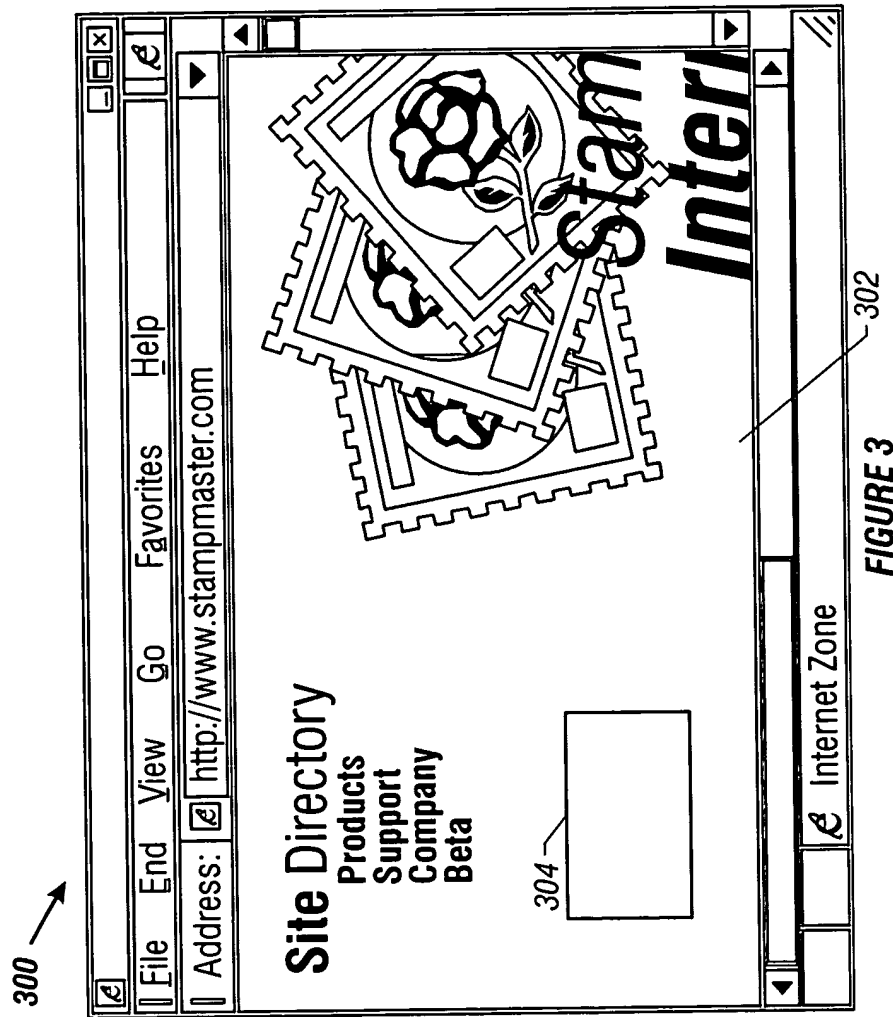 300
File End View Go Favorites Help
Address: http://www.stampmaster.com
Site Directory
Products
Support
Company
Beta
304
Stam
Intern
302
Internet Zone
FIGURE 3